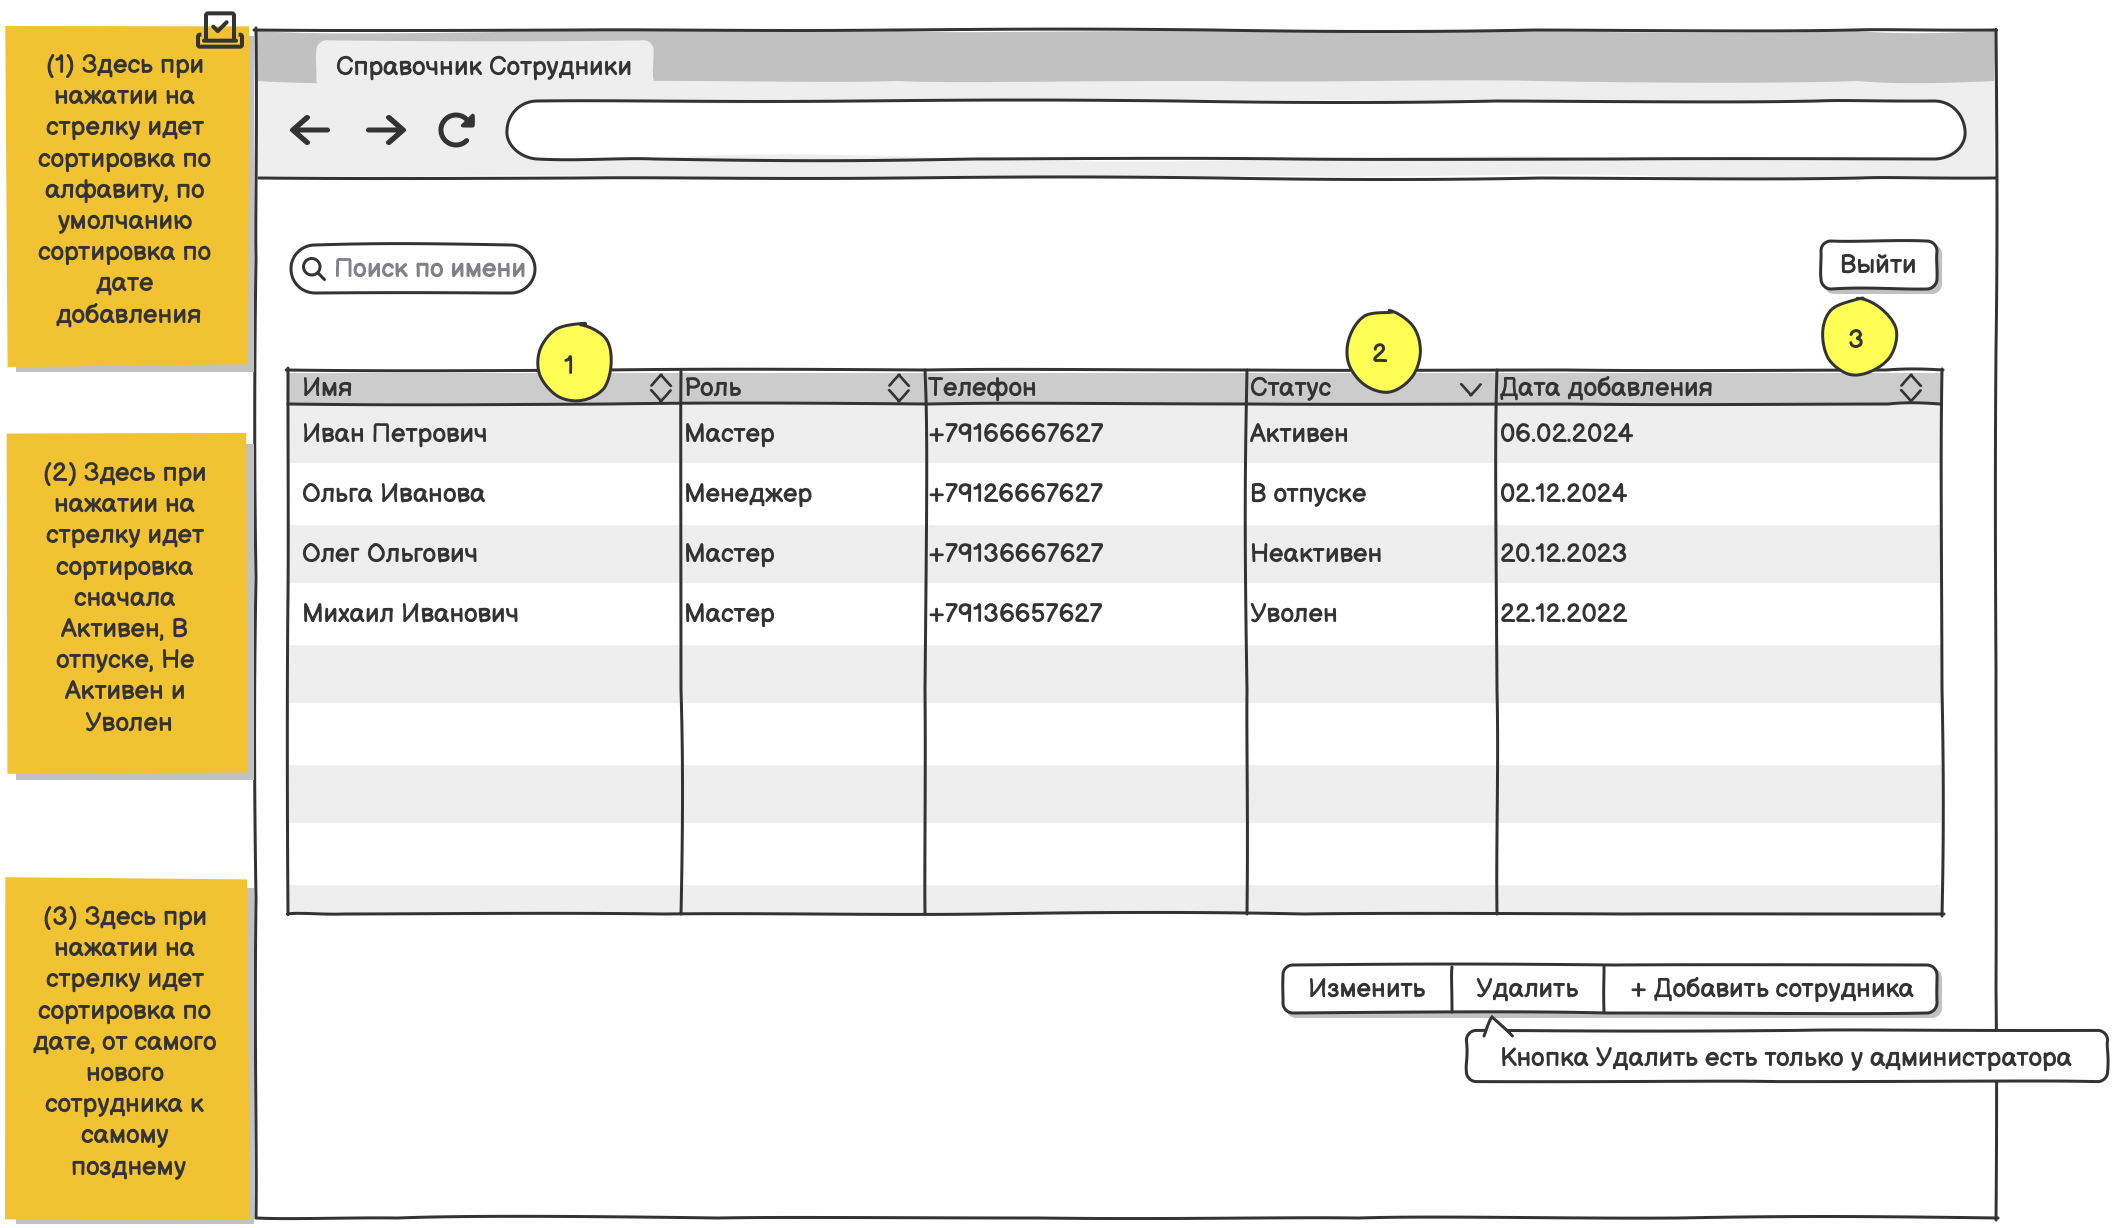 (1) Здесь при
нажатии на
стрелку идет
сортировка по
алфавиту, по
умолчанию
сортировка по
дате
добавления
(2) Здесь при
нажатии на
стрелку идет
сортировка
сначала
Активен, В
отпуске, Не
Активен и
Уволен
(3) Здесь при
нажатии на
стрелку идет
сортировка по
дате, от самого
нового
сотрудника к
самому
позднему
Справочник Сотрудники
Поиск по имени
Выйти
1
2
3
Имя Роль Телефон Статус Дата добавления
Иван Петрович Мастер +79166667627 Активен 06.02.2024
Ольга Иванова Менеджер +79126667627 В отпуске 02.12.2024
Олег Ольгович Мастер +79136667627 Неактивен 20.12.2023
Михаил Иванович Мастер +79136657627 Уволен 22.12.2022
Изменить Удалить + Добавить сотрудника
Кнопка Удалить есть только у администратора